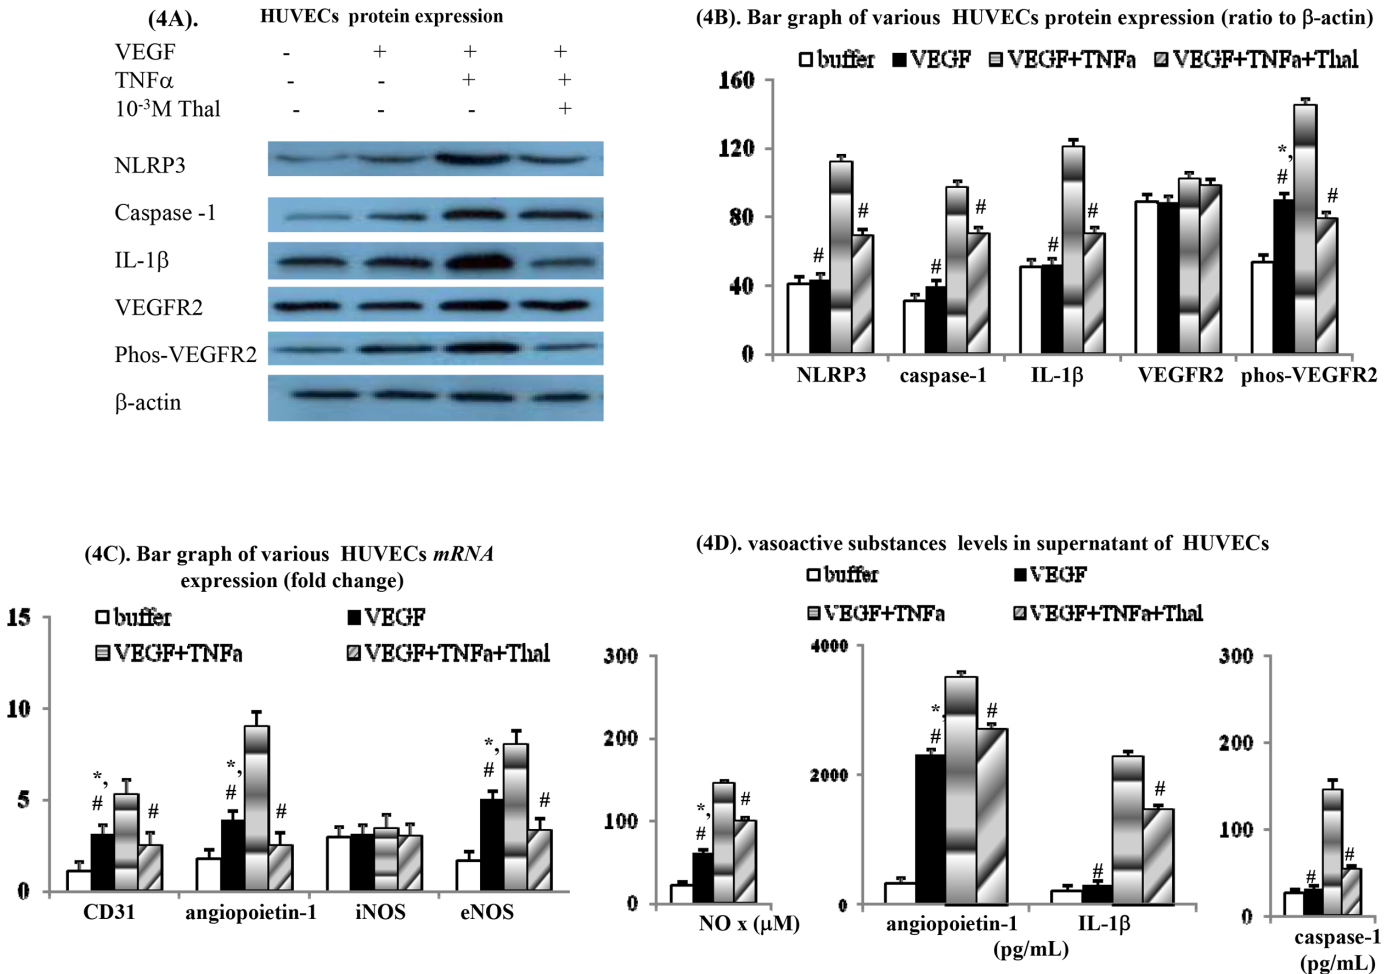 (4A). HUVECs protein expression
VEGF - + + +
TNFα - - + +
10-3M Thal - - - +
NLRP3
Caspase -1
IL-1β
VEGFR2
Phos-VEGFR2
β-actin
(4B). Bar graph of various HUVECs protein expression (ratio to β-actin)
buffer VEGF VEGF+TNFa VEGF+TNFa+Thal
160
120
80
40
0
# # # # # # *, # #
NLRP3 caspase-1 IL-1β VEGFR2 phos-VEGFR2
(4C). Bar graph of various HUVECs mRNA
expression (fold change)
buffer VEGF
VEGF+TNFa VEGF+TNFa+Thal
15
10
5
0
*, # # *, # # *, # #
CD31 angiopoietin-1 iNOS eNOS
(4D). vasoactive substances levels in supernatant of HUVECs
buffer VEGF
VEGF+TNFa VEGF+TNFa+Thal
300
200
100
0
*, # #
NO x (μM)
4000
2000
0
*, # # # #
angiopoietin-1 IL-1β
(pg/mL)
300
200
100
0
# #
caspase-1
(pg/mL)